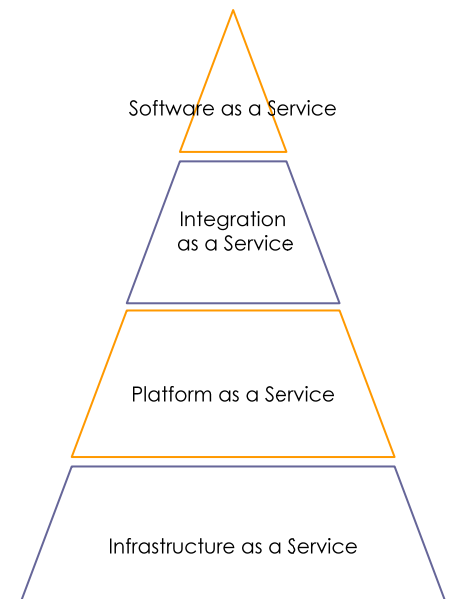 Software as a Service
Integration
as a Service
Platform as a Service
Infrastructure as a Service